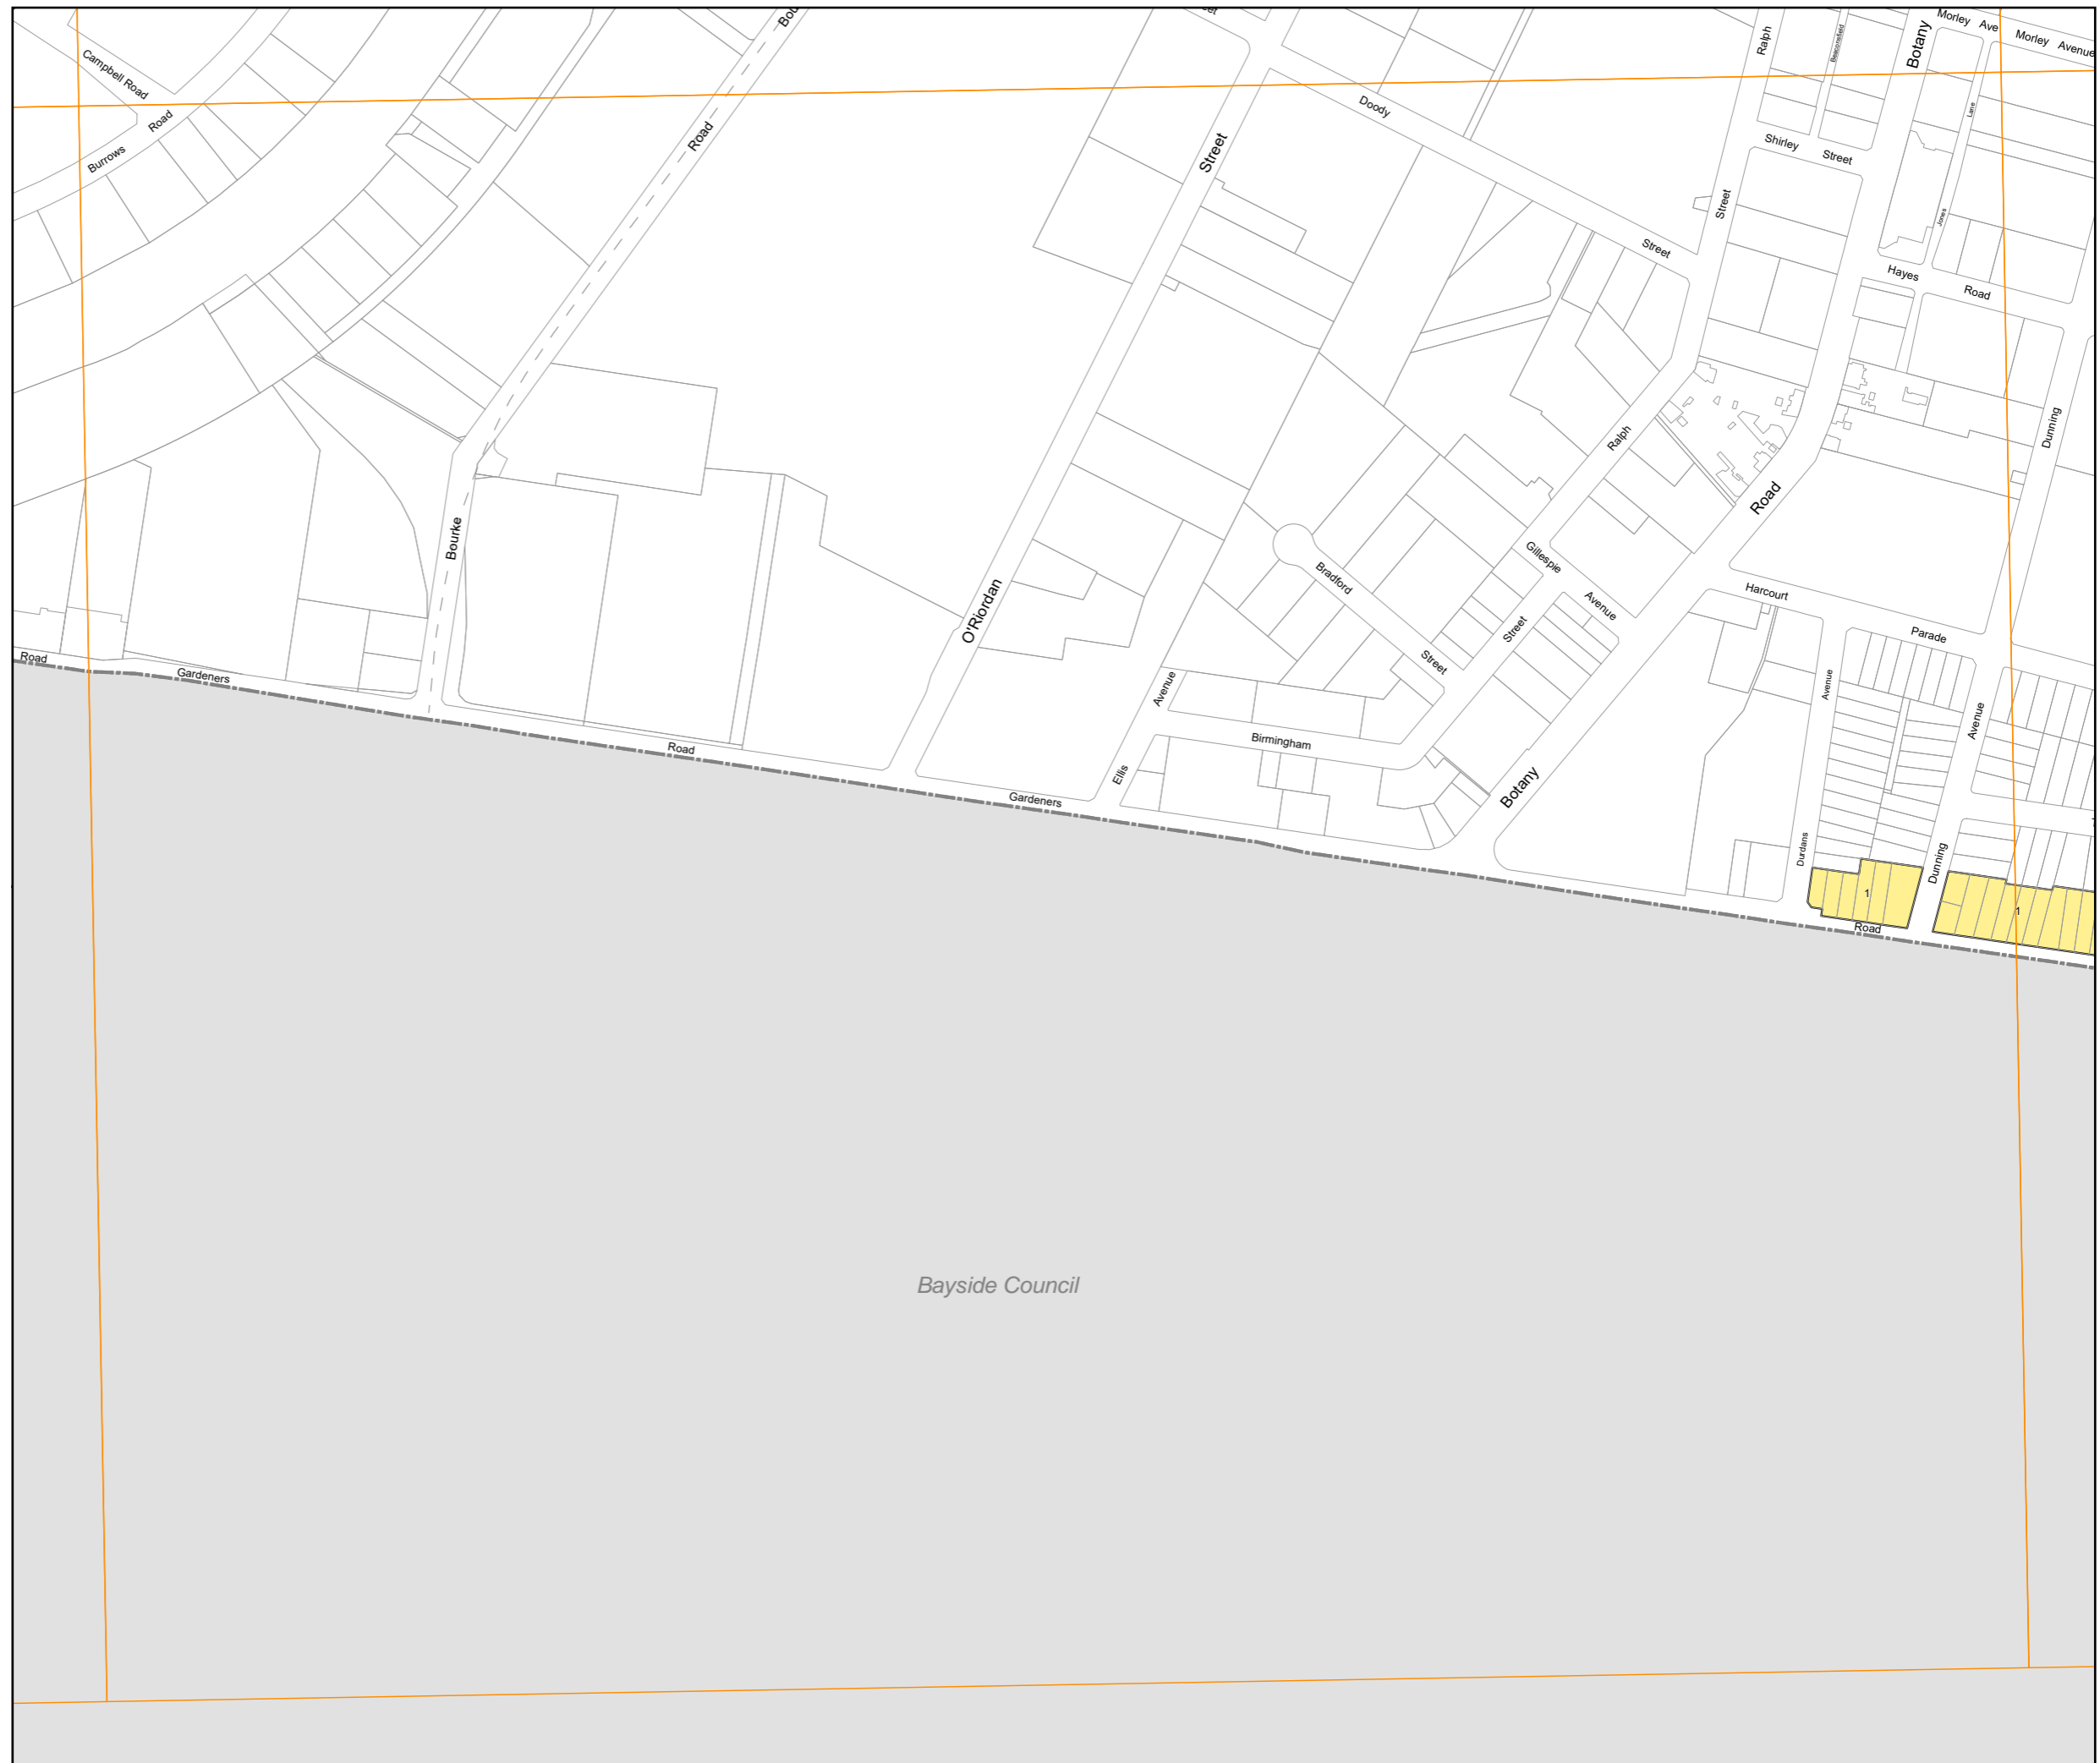 Campbell Road
Burrows
Road
Road
Bourke
Road
Gardeners
Road
Gardeners
Road
Street
O'Riordan
Doody
Street
Ralph
Street
Ralph
Street
Beaconsfield
Shirley
Street
Botany
Road
Botany
Morley Ave
Morley Avenue
Lane
Jones
Hayes
Road
Dunning
Avenue
Dunning
Gillespie
Avenue
Bradford
Street
Birmingham
Avenue
Ellis
Harcourt
Parade
Avenue
Durdans
1
1
Bayside Council